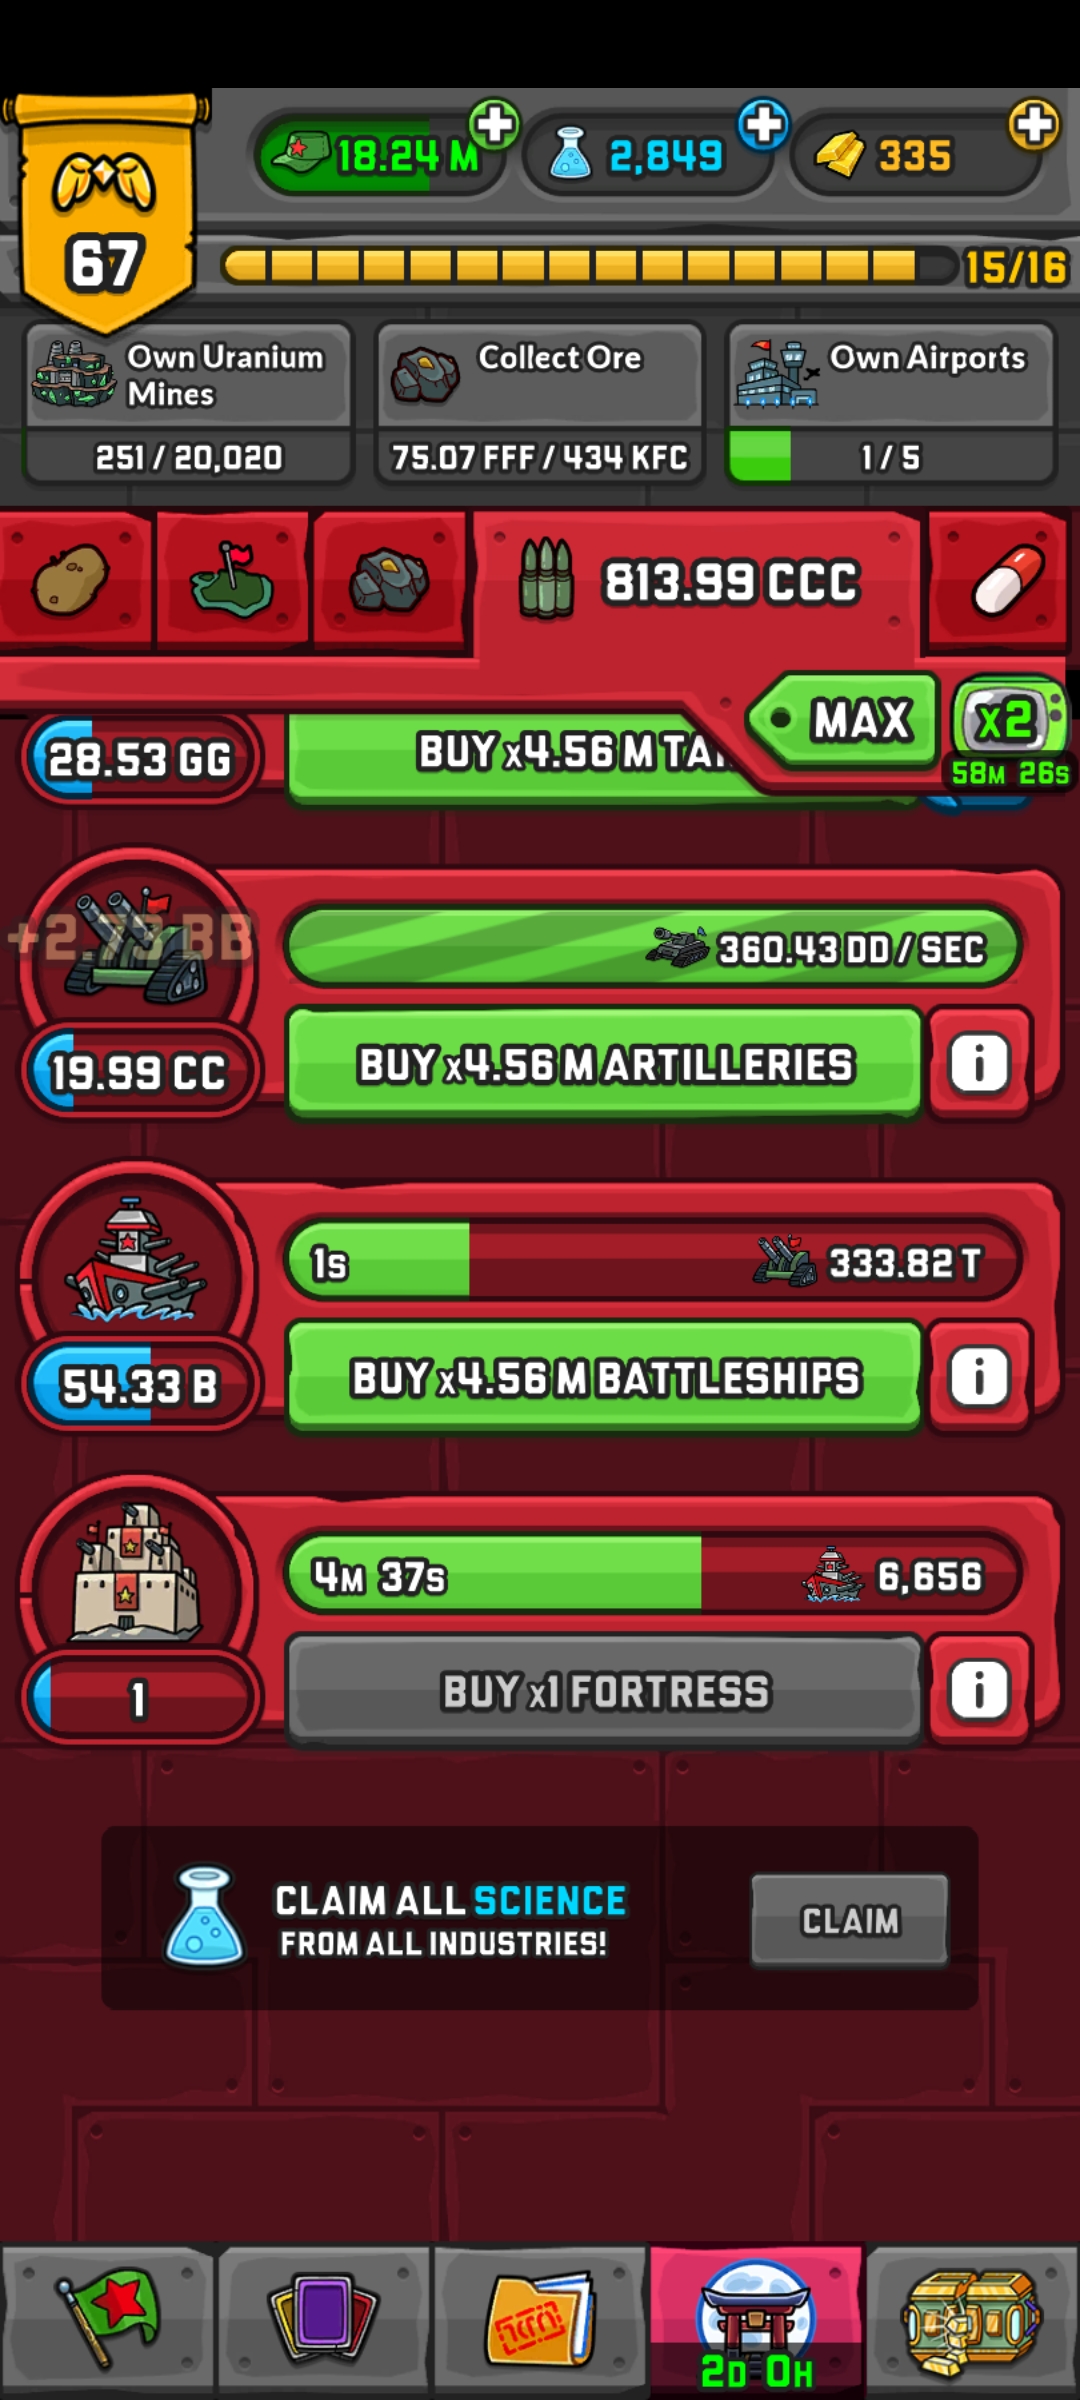 18.24 M
2,849
335
67
15/16
Own Uranium
Mines
251 / 20,020
Collect Ore
75.07 FFF / 434 KFC
Own Airports
1 / 5
813.99 CCC
MAX
x2
58M 26S
28.53 GG
BUY x4.56 M TA
+2.73 BB
360.43 DD / SEC
19.99 CC
BUY x4.56 M ARTILLERIES
i
1S
333.82 T
54.33 B
BUY x4.56 M BATTLESHIPS
i
4M 37S
6,656
1
BUY x1 FORTRESS
i
CLAIM ALL SCIENCE
FROM ALL INDUSTRIES!
CLAIM
2D 0H